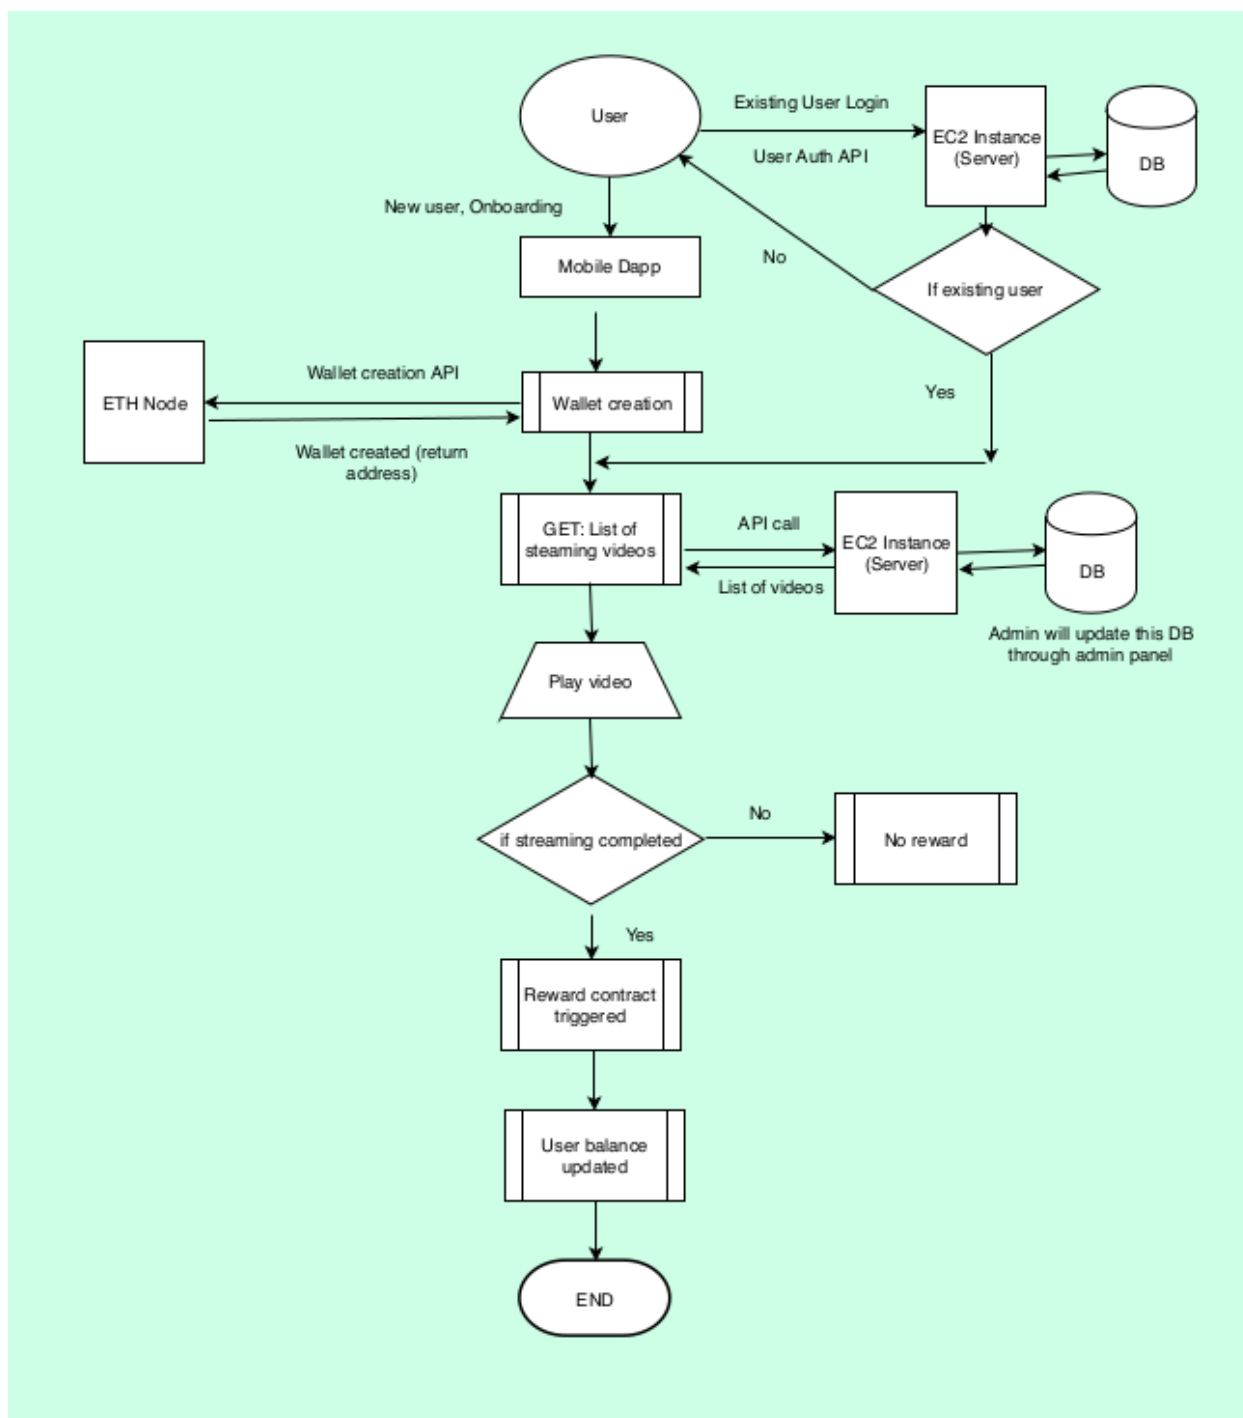 User
Existing User Login
User Auth API
EC2 Instance
(Server)
DB
New user, Onboarding
Mobile Dapp
No
If existing user
Yes
ETH Node
Wallet creation API
Wallet creation
Wallet created (return
address)
GET: List of
steaming videos
API call
List of videos
EC2 Instance
(Server)
DB
Admin will update this DB
through admin panel
Play video
if streaming completed
No
No reward
Yes
Reward contract
triggered
User balance
updated
END